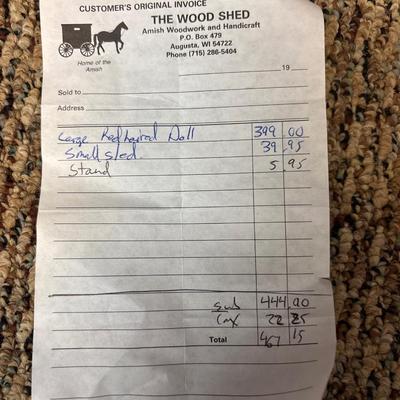 CUSTOMER'S ORIGINAL INVOICE
THE WOOD SHED
Amish Woodwork and Handicraft
P.O. Box 479
Augusta, WI 54722
Phone (715) 286-5404
Home of the
Amish
19
Sold to
Address
Large Red haired Doll 399 00
Small sled 39 .95
Stand 5 .95
sub 444 90
tax 22 25
Total 467 15